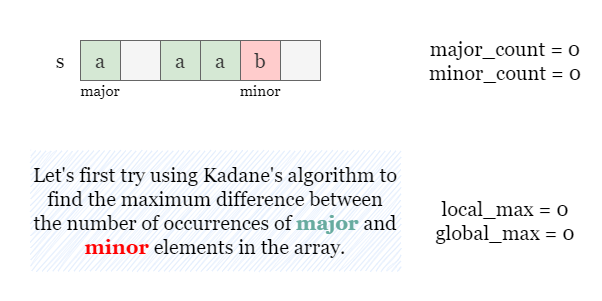 s a a a b
major minor
major_count = 0
minor_count = 0
Let's first try using Kadane's algorithm to
find the maximum difference between
the number of occurrences of major and
minor elements in the array.
local_max = 0
global_max = 0